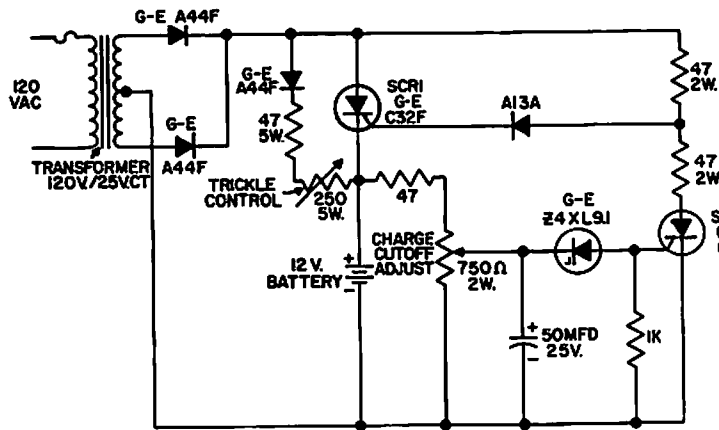 G-E A44F
120
VAC
G-E
A44F
TRANSFORMER
120V./25V.CT
G-E
A44F
47
5W.
TRICKLE
CONTROL
250
5W.
SCR1
G-E
C32F
A13A
47
2W.
47
2W.
47
12 V.
BATTERY
+
-
CHARGE
CUTOFF
ADJUST
750Ω
2W.
G-E
Z4XL9.1
+
50MFD
25V.
-
1K
S